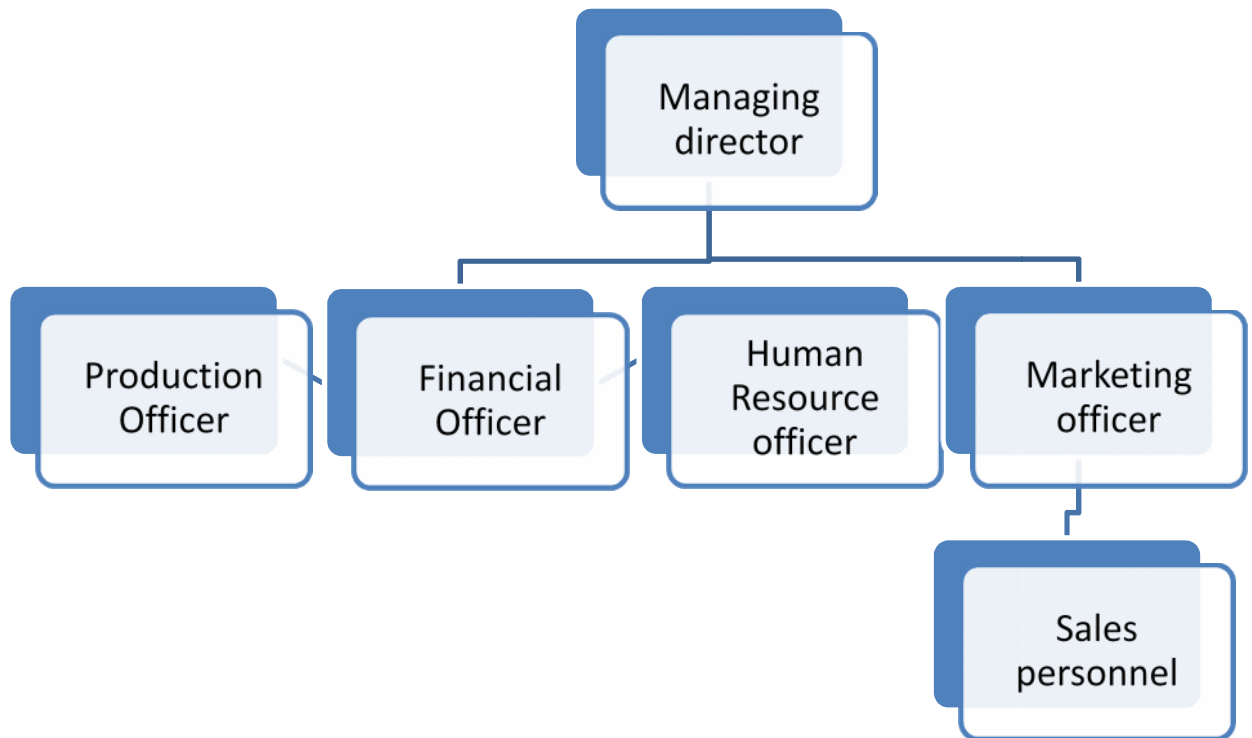 Managing
director
Production
Officer
Financial
Officer
Human
Resource
officer
Marketing
officer
Sales
personnel